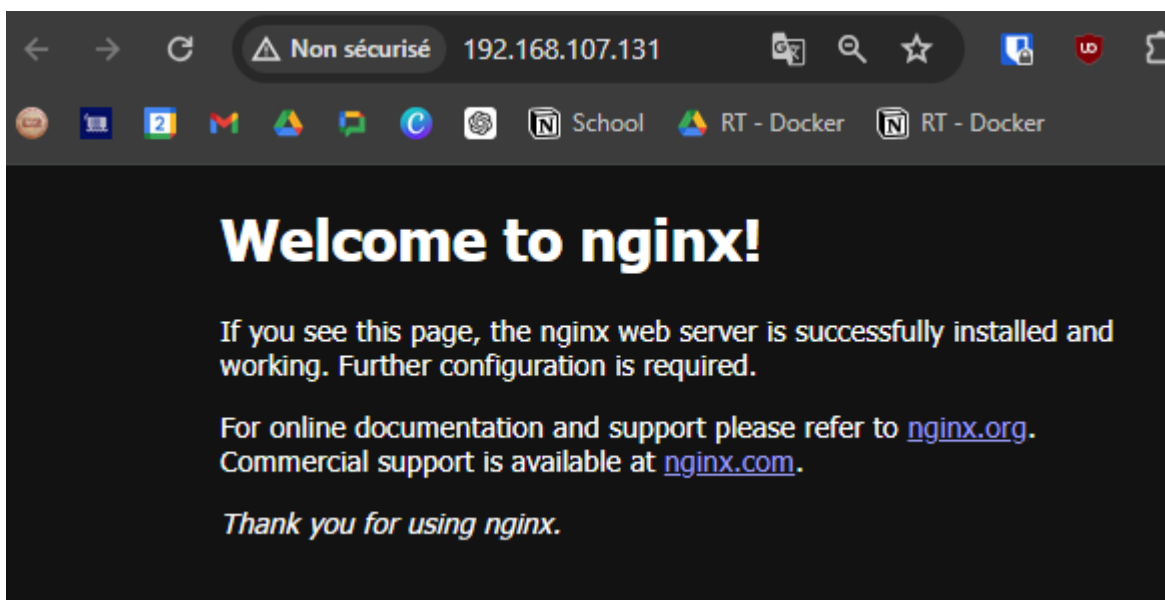 Non sécurisé 192.168.107.131
2 School RT - Docker RT - Docker
Welcome to nginx!
If you see this page, the nginx web server is successfully installed and
working. Further configuration is required.
For online documentation and support please refer to nginx.org.
Commercial support is available at nginx.com.
Thank you for using nginx.